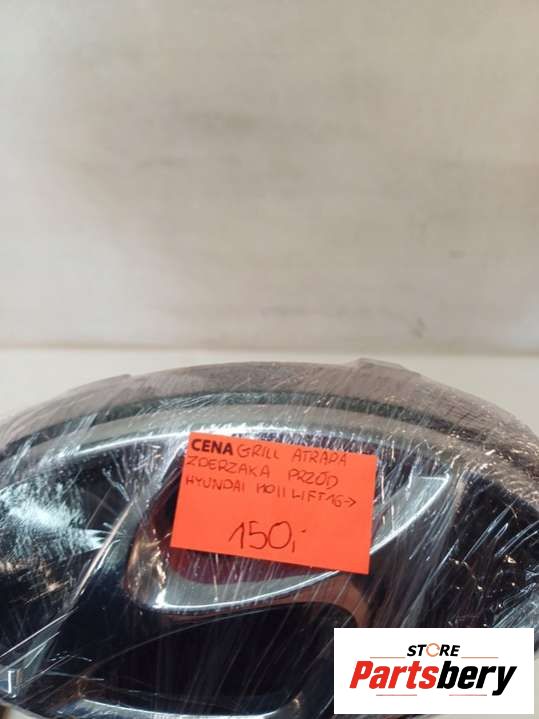 CENA GRILL ATRAPA
ZDERZAKA PRZÓD
HYUNDAI I10 II LIFT 16->
150,-
STORE
Partsbery